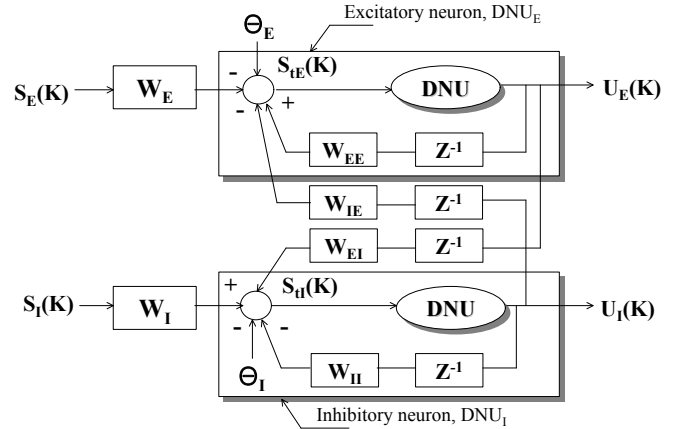 Excitatory neuron, DNU_E
Θ_E
S_tE(K)
-
S_E(K)
W_E
DNU
U_E(K)
-
+
W_EE
Z⁻¹
W_IE
Z⁻¹
W_EI
Z⁻¹
+
S_tI(K)
S_I(K)
W_I
DNU
U_I(K)
-
-
Θ_I
W_II
Z⁻¹
Inhibitory neuron, DNU_I